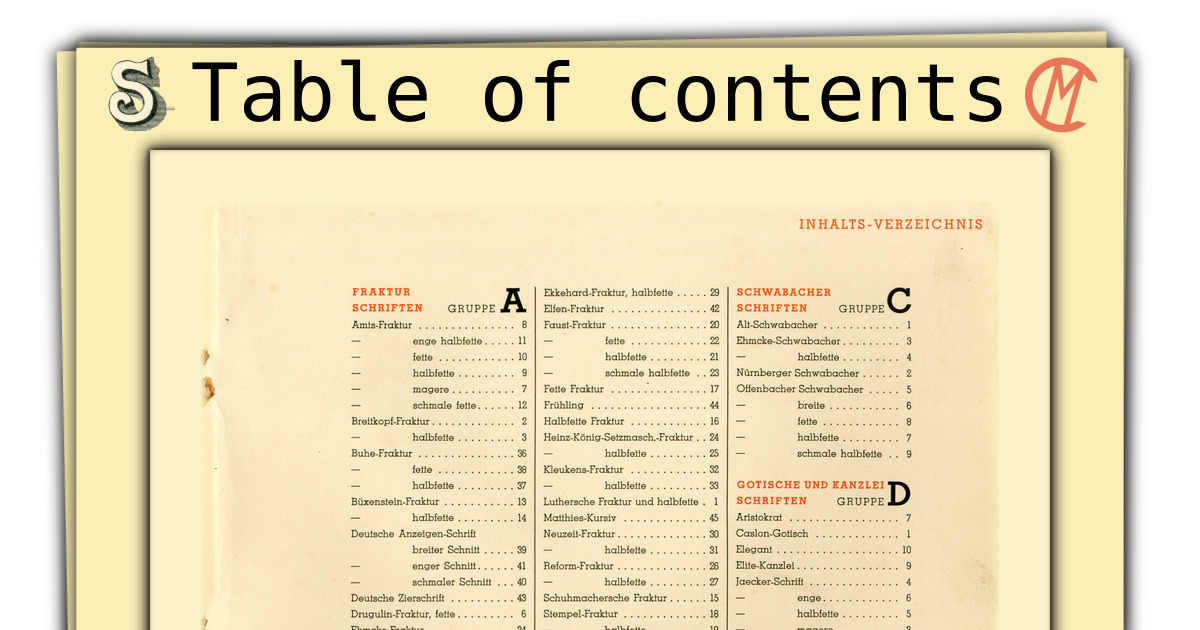 S Table of contents CM
INHALTS-VERZEICHNIS
FRAKTUR
SCHRIFTEN GRUPPE A
Amts-Fraktur . . . . . . . . . . . . 8
— enge halbfette . . . . . 11
— fette . . . . . . . . . . 10
— halbfette . . . . . . . . . 9
— magere . . . . . . . . . . 7
— schmale fette . . . . . . 12
Breitkopf-Fraktur . . . . . . . . . . 2
— halbfette . . . . . . . . . 3
Buhe-Fraktur . . . . . . . . . . . 36
— fette . . . . . . . . . . 38
— halbfette . . . . . . . . . 37
Büxenstein-Fraktur . . . . . . . . . 13
— halbfette . . . . . . . . . 14
Deutsche Anzeigen-Schrift
breiter Schnitt . . . . . 39
— enger Schnitt . . . . . . 41
— schmaler Schnitt . . . 40
Deutsche Zierschrift . . . . . . . . 43
Drugulin-Fraktur, fette . . . . . . . 6
Ehmcke-Fraktur . . . . . . . . . . 34
Ekkehard-Fraktur, halbfette . . . . . 29
Elfen-Fraktur . . . . . . . . . . . . 42
Faust-Fraktur . . . . . . . . . . . 20
— fette . . . . . . . . . . . 22
— halbfette . . . . . . . . . 21
— schmale halbfette . . 23
Fette Fraktur . . . . . . . . . . . 17
Frühling . . . . . . . . . . . . . . 44
Halbfette Fraktur . . . . . . . . . 16
Heinz-König-Setzmasch.-Fraktur . . 24
— halbfette . . . . . . . . . 25
Kleukens-Fraktur . . . . . . . . . 32
— halbfette . . . . . . . . . 33
Luthersche Fraktur und halbfette . 1
Matthies-Kursiv . . . . . . . . . . 45
Neuzeit-Fraktur . . . . . . . . . . 30
— halbfette . . . . . . . . . 31
Reform-Fraktur . . . . . . . . . . 26
— halbfette . . . . . . . . . 27
Schuhmachersche Fraktur . . . . . . 15
Stempel-Fraktur . . . . . . . . . . 18
— halbfette . . . . . . . . . 19
SCHWABACHER
SCHRIFTEN GRUPPE C
Alt-Schwabacher . . . . . . . . . . 1
Ehmcke-Schwabacher . . . . . . . . 3
— halbfette . . . . . . . . . 4
Nürnberger Schwabacher . . . . . . 2
Offenbacher Schwabacher . . . . . 5
— breite . . . . . . . . . . 6
— fette . . . . . . . . . . . 8
— halbfette . . . . . . . . . 7
— schmale halbfette . . 9
GOTISCHE UND KANZLEI
SCHRIFTEN GRUPPE D
Aristokrat . . . . . . . . . . . . . 7
Caslon-Gotisch . . . . . . . . . . . 1
Elegant . . . . . . . . . . . . . . 10
Elite-Kanzlei . . . . . . . . . . . . 9
Jaecker-Schrift . . . . . . . . . . . 4
— enge . . . . . . . . . . . 6
— halbfette . . . . . . . . . 5
— magere . . . . . . . . . . 3